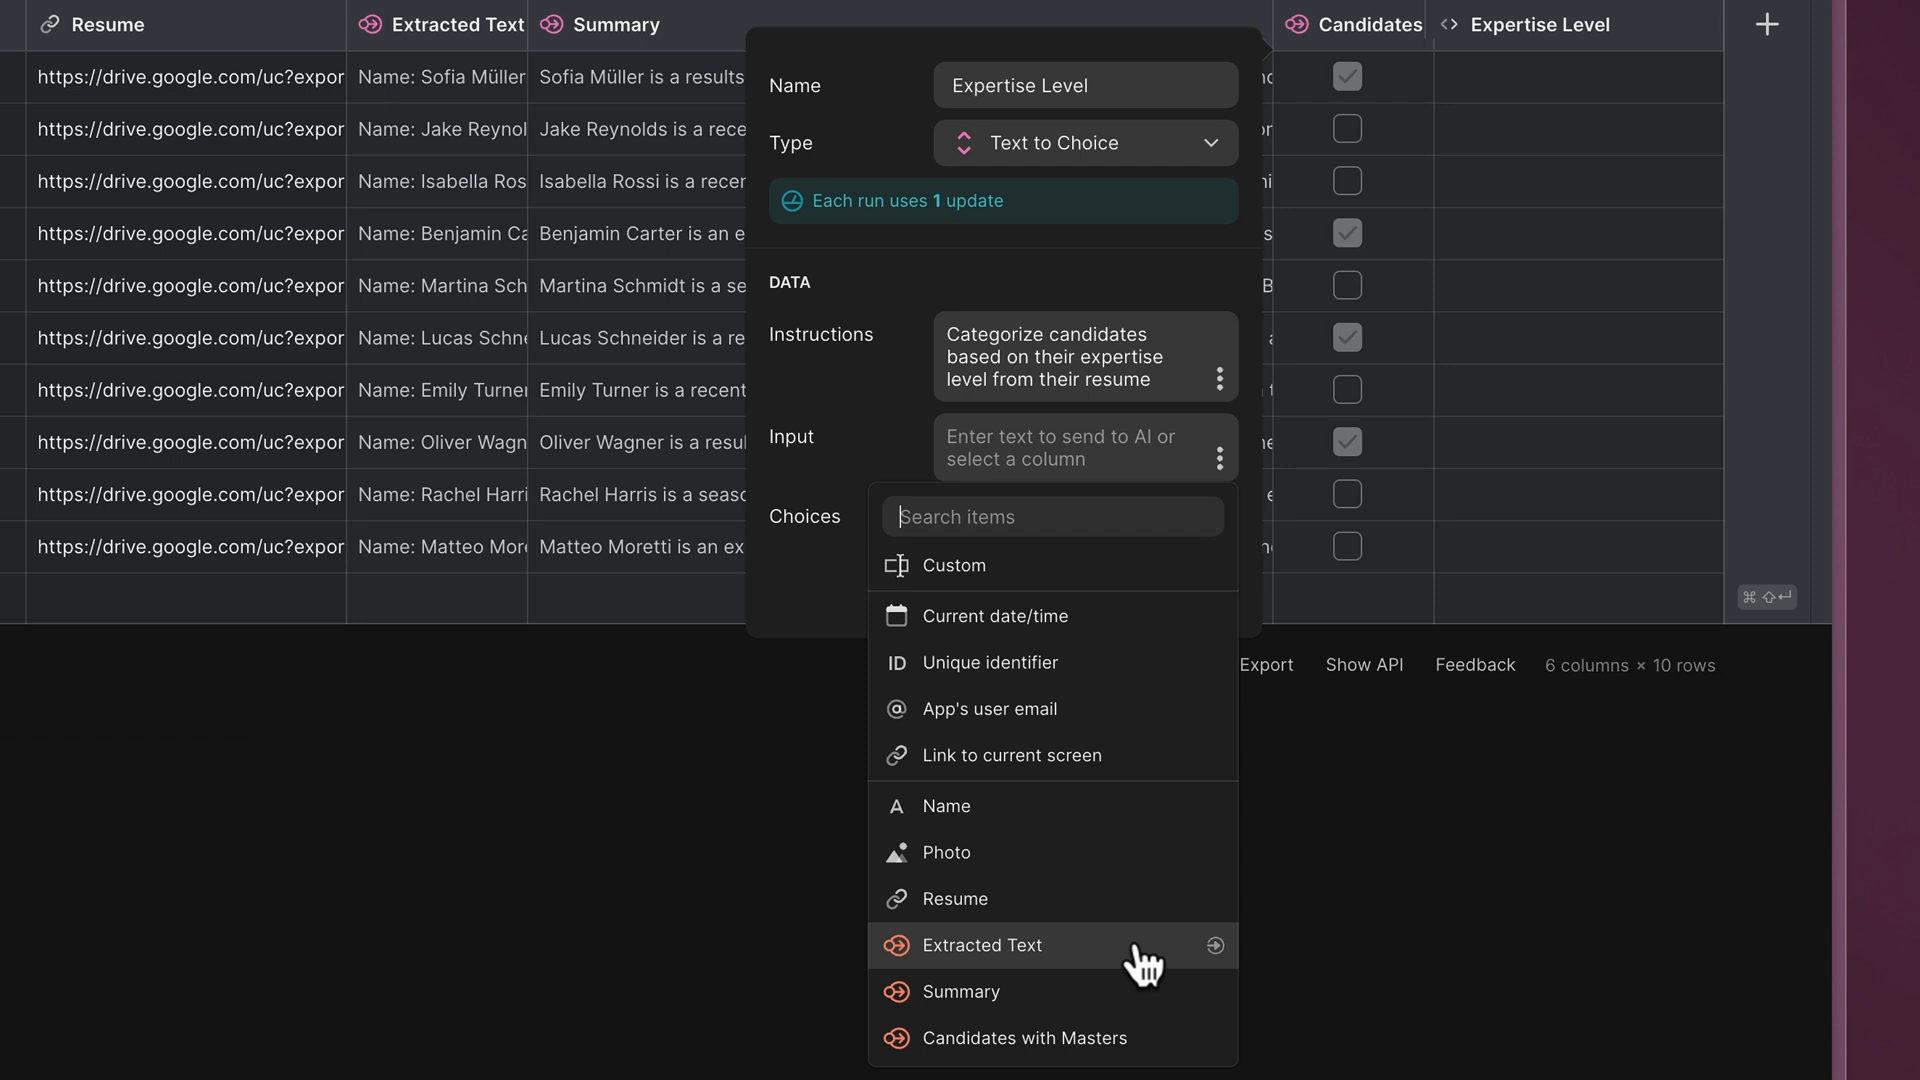 Resume
Extracted Text
Summary
Candidates
Expertise Level
https://drive.google.com/uc?expor
Name: Sofia Müller
Sofia Müller is a results
https://drive.google.com/uc?expor
Name: Jake Reynol
Jake Reynolds is a rece
https://drive.google.com/uc?expor
Name: Isabella Ros
Isabella Rossi is a recer
https://drive.google.com/uc?expor
Name: Benjamin Ca
Benjamin Carter is an e
https://drive.google.com/uc?expor
Name: Martina Sch
Martina Schmidt is a se
https://drive.google.com/uc?expor
Name: Lucas Schne
Lucas Schneider is a re
https://drive.google.com/uc?expor
Name: Emily Turner
Emily Turner is a recent
https://drive.google.com/uc?expor
Name: Oliver Wagn
Oliver Wagner is a resul
https://drive.google.com/uc?expor
Name: Rachel Harri
Rachel Harris is a seaso
https://drive.google.com/uc?expor
Name: Matteo More
Matteo Moretti is an ex
Name
Expertise Level
Type
Text to Choice
Each run uses 1 update
DATA
Instructions
Categorize candidates
based on their expertise
level from their resume
Input
Enter text to send to AI or
select a column
Choices
Search items
Custom
Current date/time
ID Unique identifier
App's user email
Link to current screen
A Name
Photo
Resume
Extracted Text
Summary
Candidates with Masters
⌘ ⇧ ↵
Export
Show API
Feedback
6 columns × 10 rows